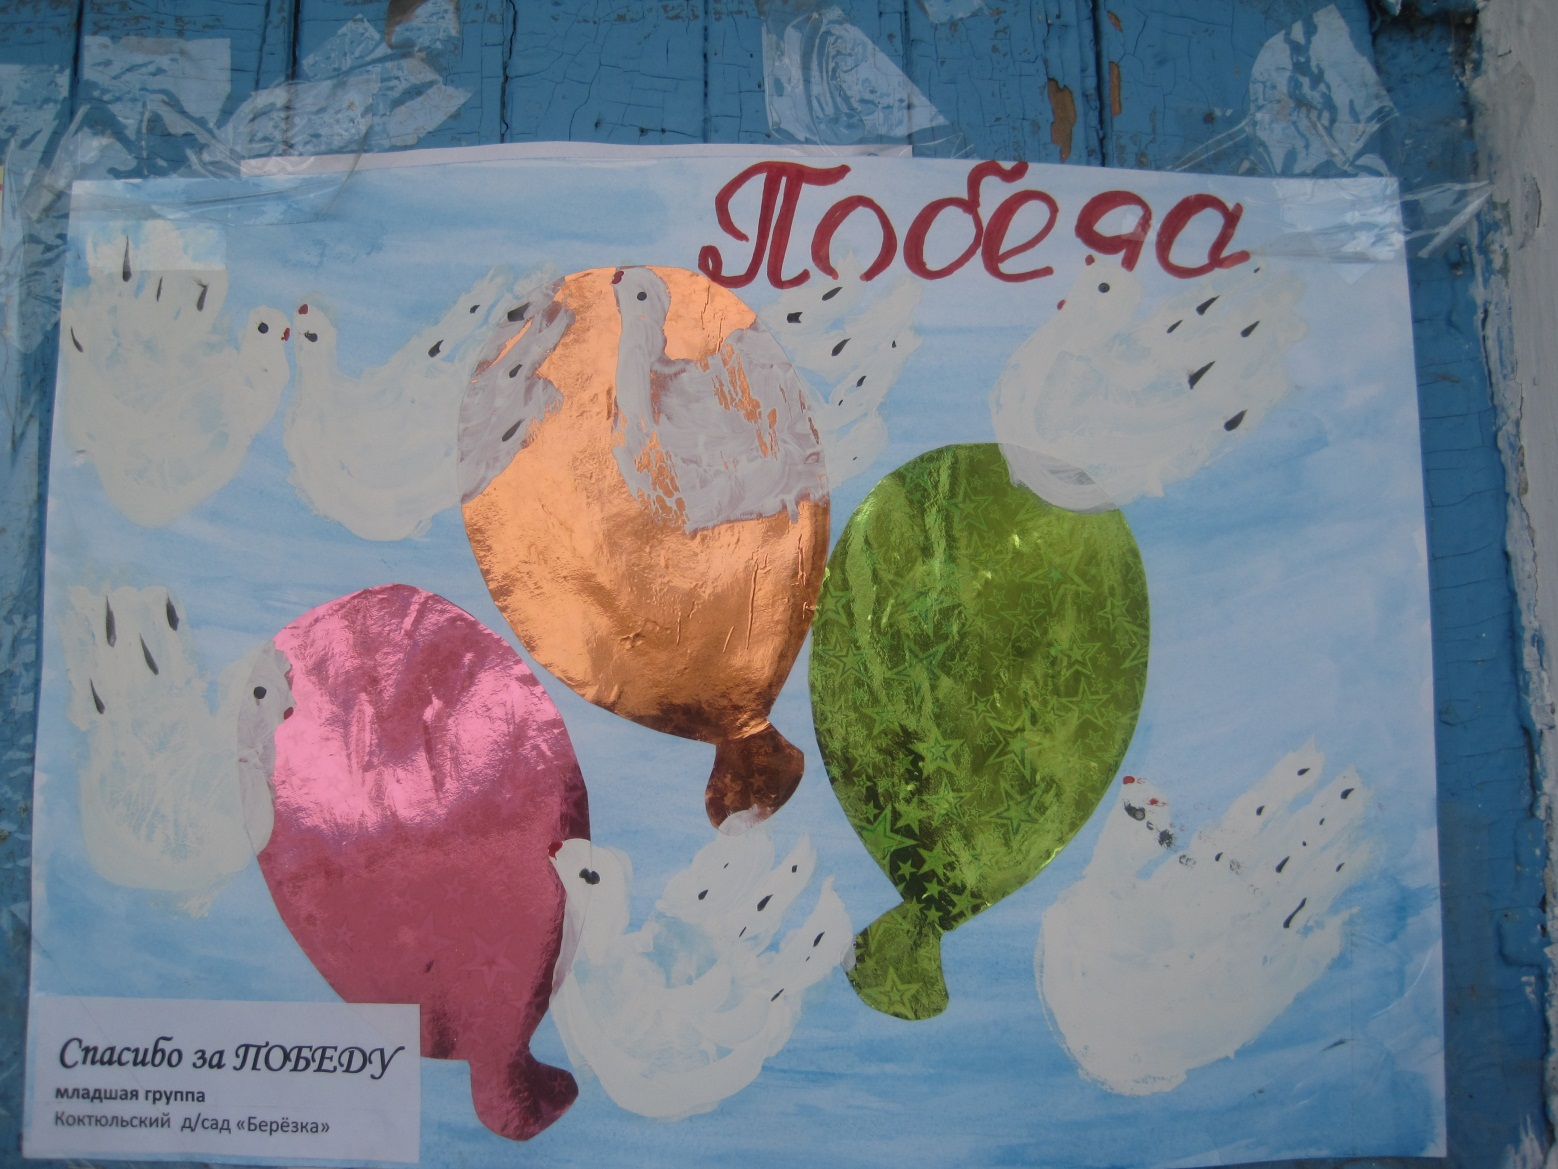 Победа
Спасибо за ПОБЕДУ
младшая группа
Коктюльский д/сад «Берёзка»